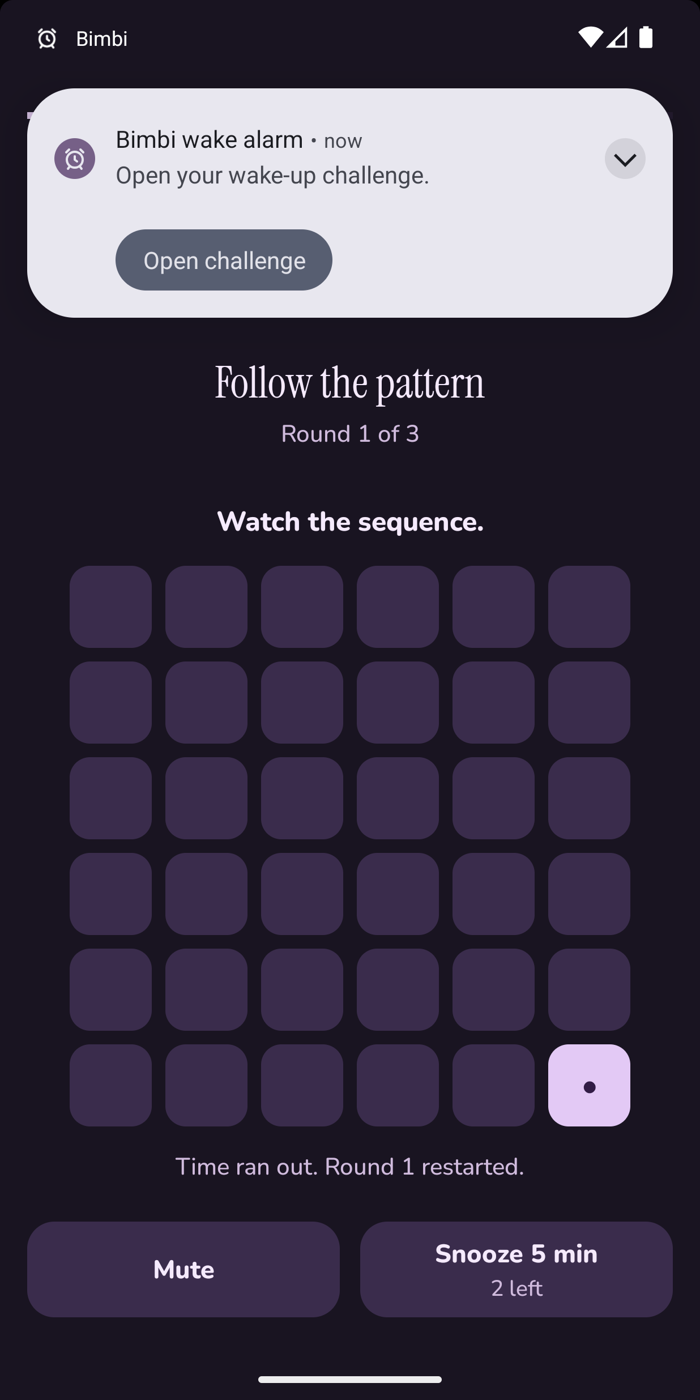 Bimbi
Bimbi wake alarm • now
Open your wake-up challenge.
Open challenge
Follow the pattern
Round 1 of 3
Watch the sequence.
Time ran out. Round 1 restarted.
Mute
Snooze 5 min
2 left